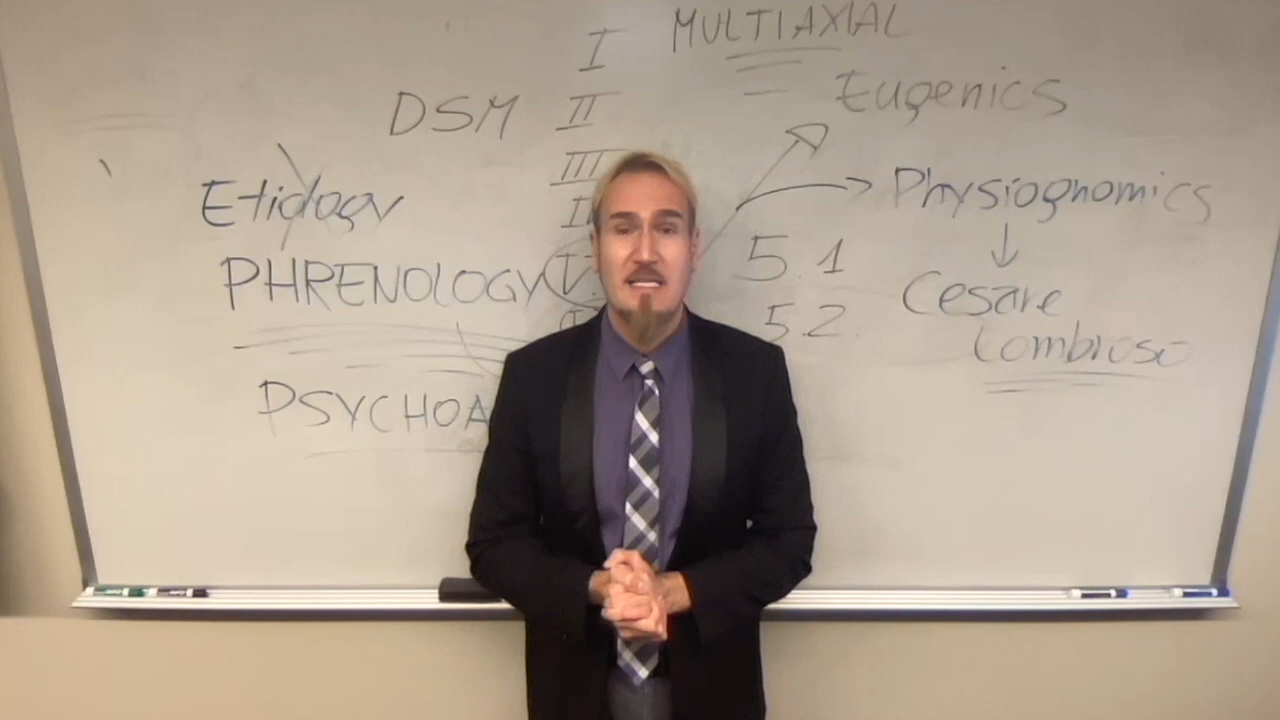 MULTIAXIAL
I
Eugenics
DSM II
III
Etiology
Physiognomics
PHRENOLOGY V.
5.1
Cesare
Lombroso
5.2.
PSYCHOA